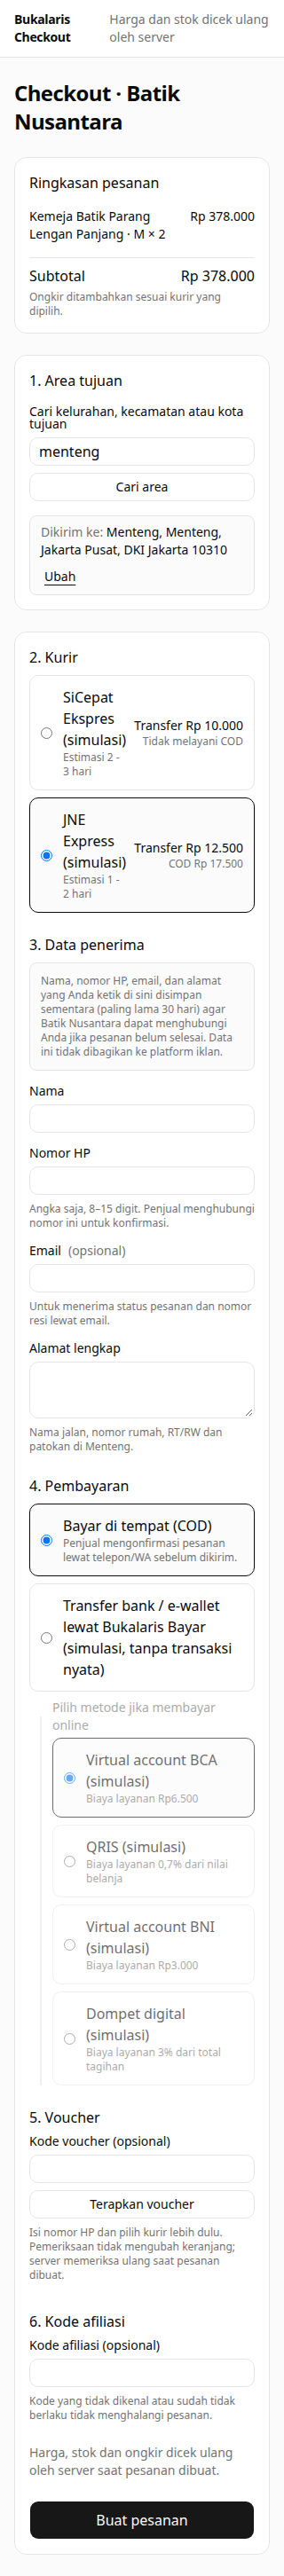 Bukalaris
Checkout
Harga dan stok dicek ulang
oleh server
Checkout · Batik
Nusantara
Ringkasan pesanan
Kemeja Batik Parang
Lengan Panjang · M × 2
Rp 378.000
Subtotal
Rp 378.000
Ongkir ditambahkan sesuai kurir yang
dipilih.
1. Area tujuan
Cari kelurahan, kecamatan atau kota
tujuan
menteng
Cari area
Dikirim ke: Menteng, Menteng,
Jakarta Pusat, DKI Jakarta 10310
Ubah
2. Kurir
SiCepat
Ekspres
(simulasi)
Estimasi 2 -
3 hari
Transfer Rp 10.000
Tidak melayani COD
JNE
Express
(simulasi)
Estimasi 1 -
2 hari
Transfer Rp 12.500
COD Rp 17.500
3. Data penerima
Nama, nomor HP, email, dan alamat
yang Anda ketik di sini disimpan
sementara (paling lama 30 hari) agar
Batik Nusantara dapat menghubungi
Anda jika pesanan belum selesai. Data
ini tidak dibagikan ke platform iklan.
Nama
Nomor HP
Angka saja, 8–15 digit. Penjual menghubungi
nomor ini untuk konfirmasi.
Email (opsional)
Untuk menerima status pesanan dan nomor
resi lewat email.
Alamat lengkap
Nama jalan, nomor rumah, RT/RW dan
patokan di Menteng.
4. Pembayaran
Bayar di tempat (COD)
Penjual mengonfirmasi pesanan
lewat telepon/WA sebelum dikirim.
Transfer bank / e-wallet
lewat Bukalaris Bayar
(simulasi, tanpa transaksi
nyata)
Pilih metode jika membayar
online
Virtual account BCA
(simulasi)
Biaya layanan Rp6.500
QRIS (simulasi)
Biaya layanan 0,7% dari nilai
belanja
Virtual account BNI
(simulasi)
Biaya layanan Rp3.000
Dompet digital
(simulasi)
Biaya layanan 3% dari total
tagihan
5. Voucher
Kode voucher (opsional)
Terapkan voucher
Isi nomor HP dan pilih kurir lebih dulu.
Pemeriksaan tidak mengubah keranjang;
server memeriksa ulang saat pesanan
dibuat.
6. Kode afiliasi
Kode afiliasi (opsional)
Kode yang tidak dikenal atau sudah tidak
berlaku tidak menghalangi pesanan.
Harga, stok dan ongkir dicek ulang
oleh server saat pesanan dibuat.
Buat pesanan